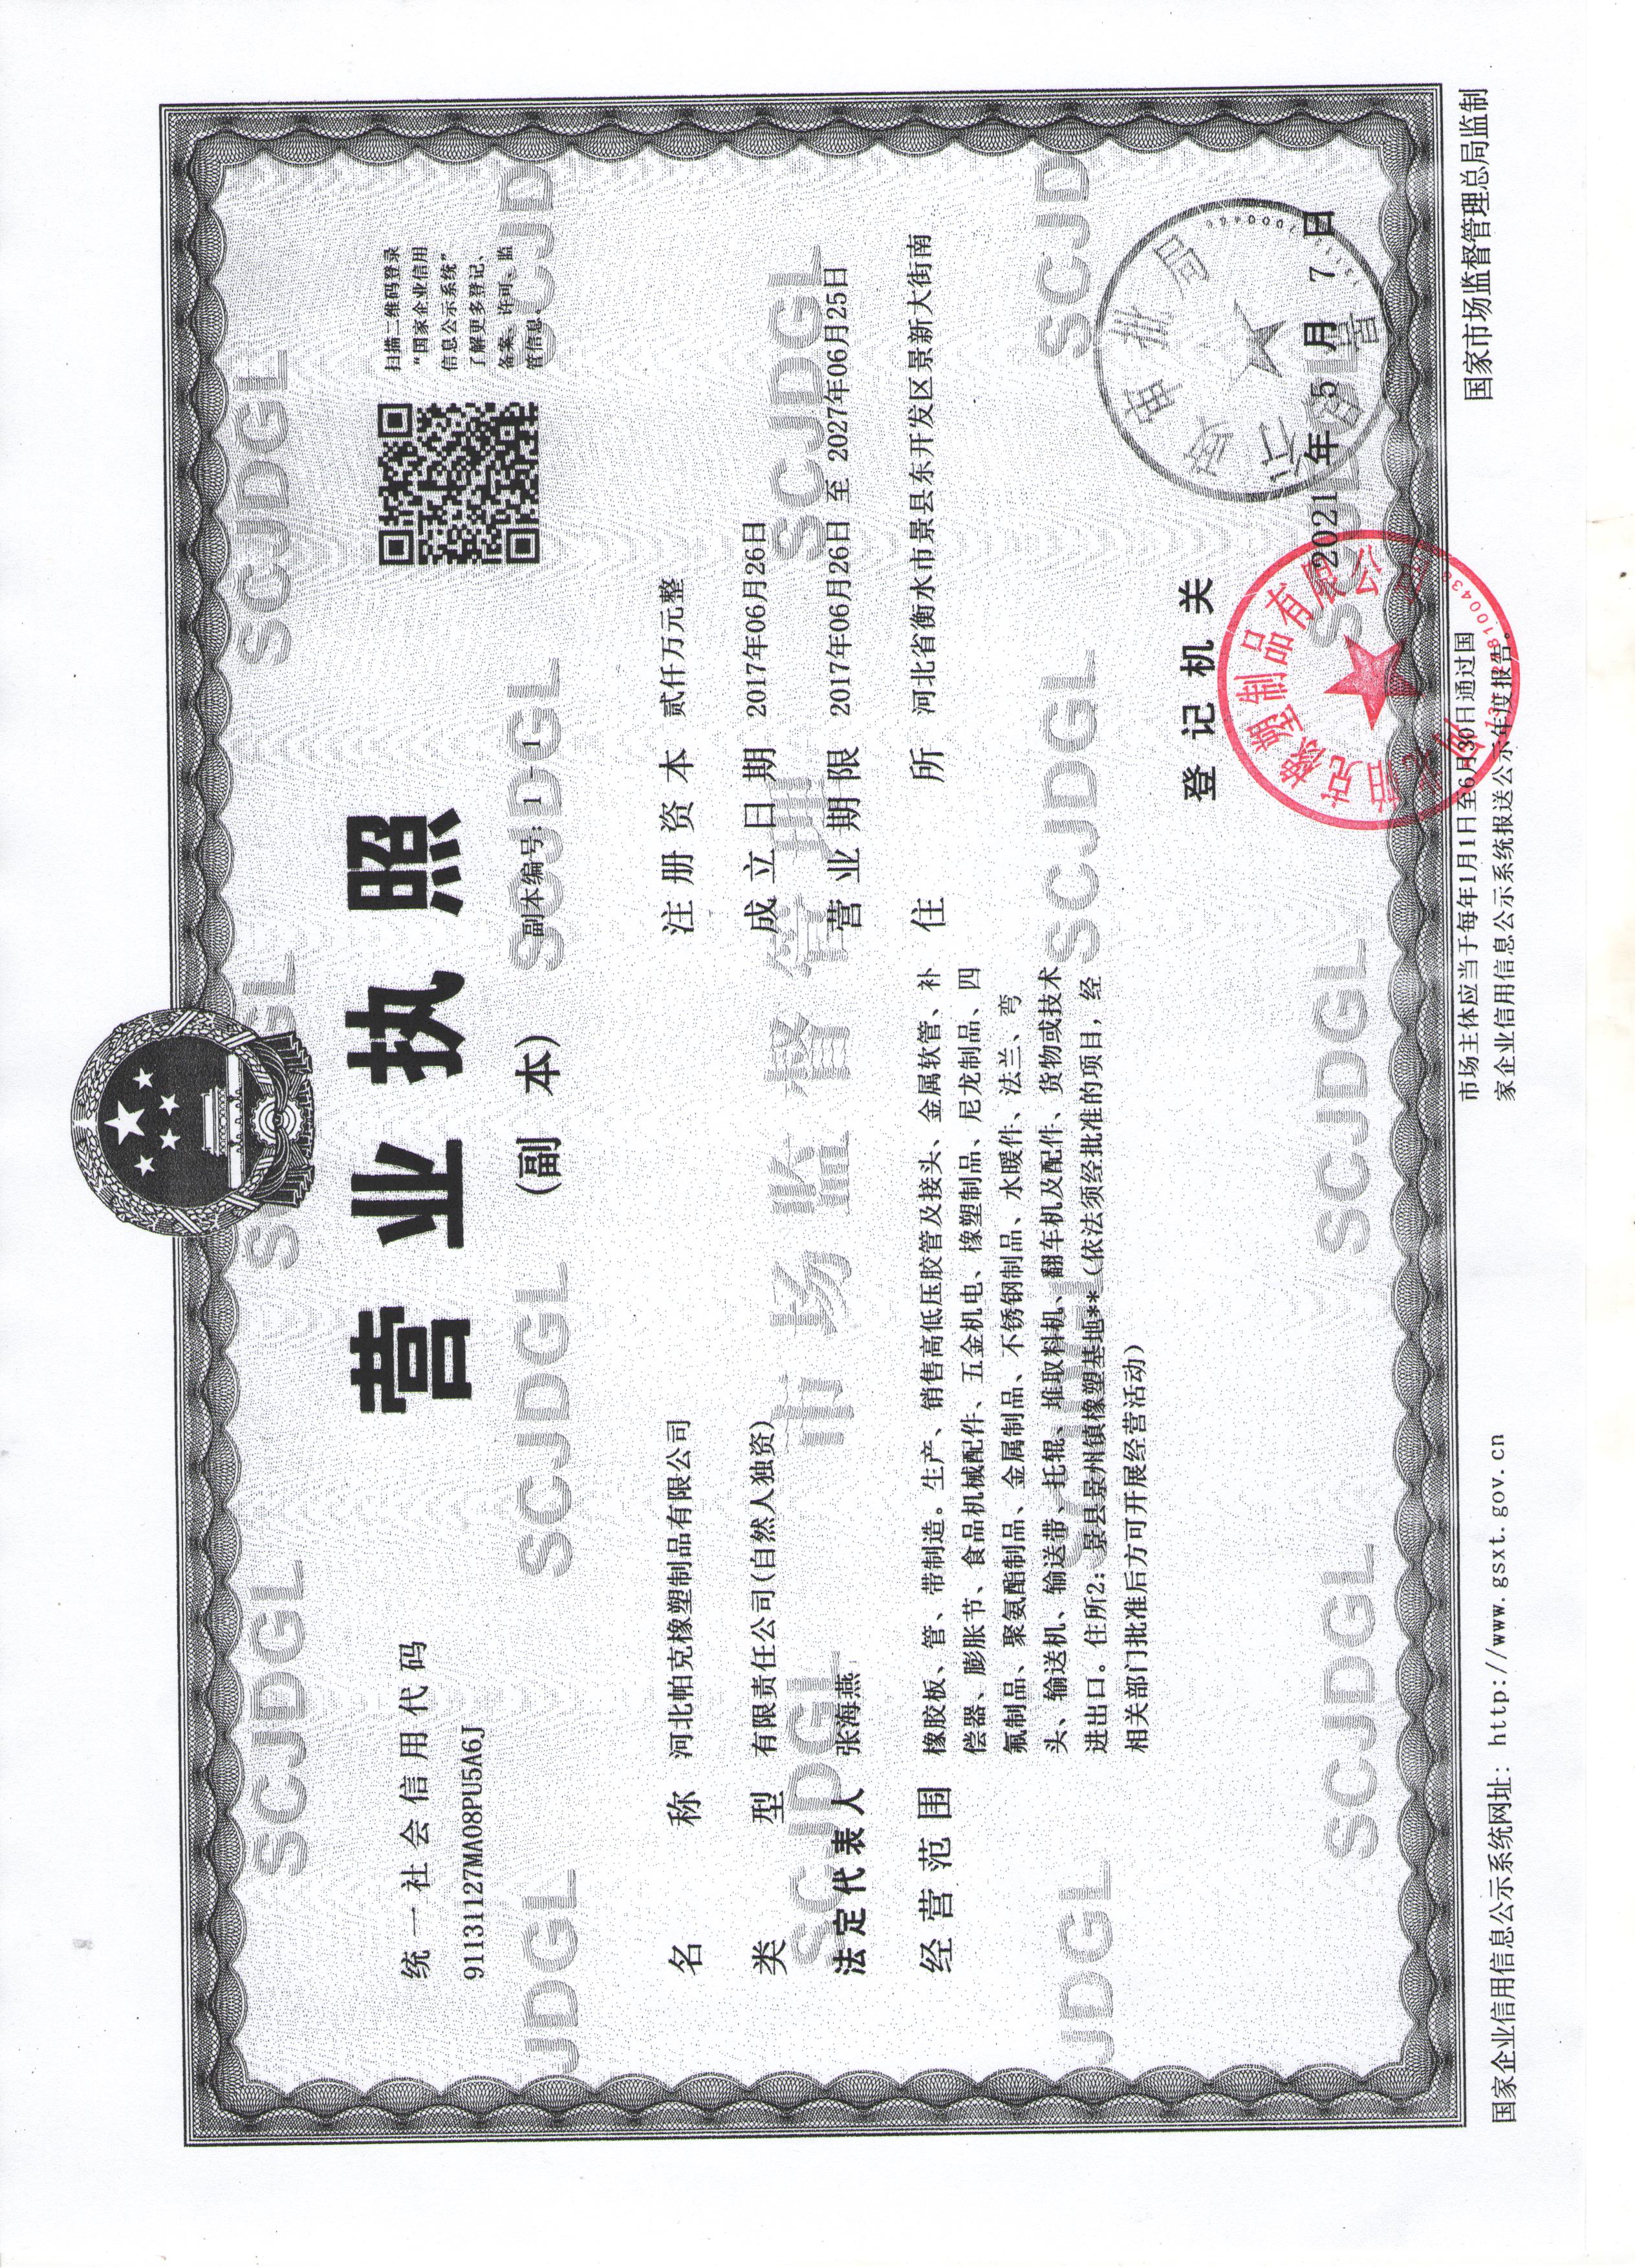 SCJDGL
营业执照
(副 本)
副本编号：1 - 1
统一社会信用代码
91131127MA08PU5A6J
扫描二维码登录
“国家企业信用
信息公示系统”
了解更多登记、
备案、许可、监
管信息。
名称 河北帕克橡塑制品有限公司
类型 有限责任公司(自然人独资)
法定代表人 张海燕
经营范围 橡胶板、管、带制造。生产、销售高低压胶管及接头、金属软管、补
偿器、膨胀节、食品机械配件、五金机电、橡塑制品、尼龙制品、四
氟制品、聚氨酯制品、金属制品、不锈钢制品、水暖件、法兰、弯
头、输送机、输送带、托辊、堆取料机、翻车机及配件、货物或技术
进出口。住所2：景县景州镇橡塑基地**（依法须经批准的项目，经
相关部门批准后方可开展经营活动）
注册资本 贰仟万元整
成立日期 2017年06月26日
营业期限 2017年06月26日 至 2027年06月25日
住所 河北省衡水市景县东开发区景新大街南
市场监督管理
登记机关
行政审批局
帕克橡塑制品有限公司
2021 年 5 月 7 日
国家企业信用信息公示系统网址：http://www.gsxt.gov.cn
市场主体应当于每年1月1日至6月30日通过国
家企业信用信息公示系统报送公示年度报告。
国家市场监督管理总局监制